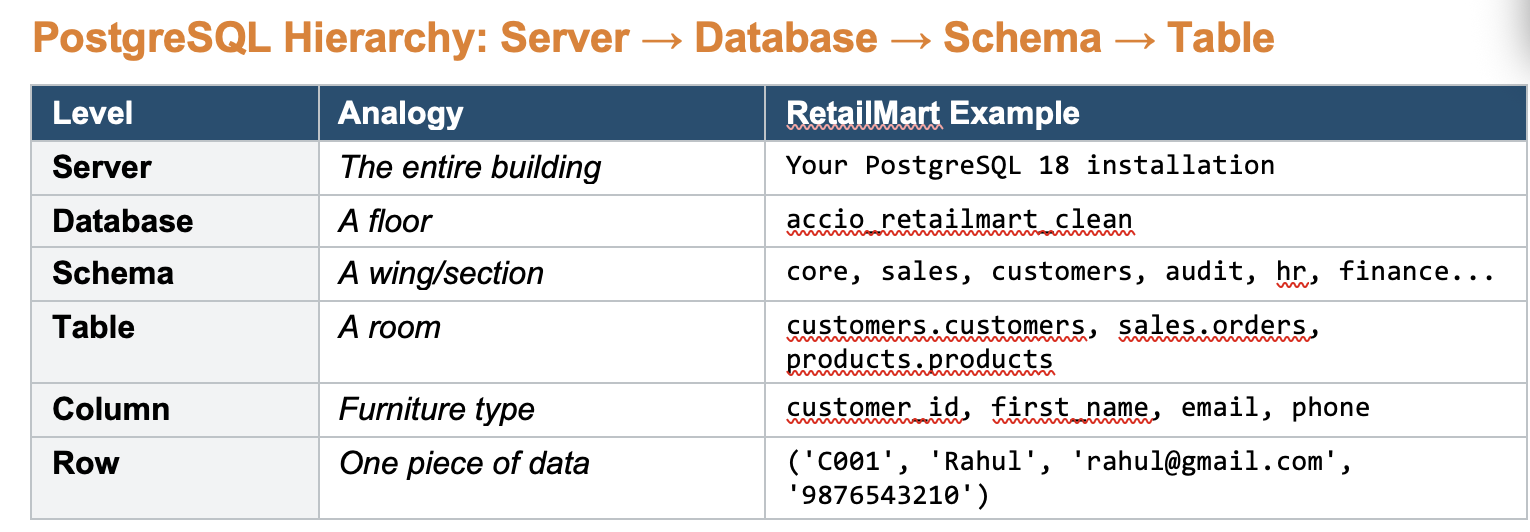 PostgreSQL Hierarchy: Server → Database → Schema → Table
Level Analogy RetailMart Example
Server The entire building Your PostgreSQL 18 installation
Database A floor accio_retailmart_clean
Schema A wing/section core, sales, customers, audit, hr, finance...
Table A room customers.customers, sales.orders,
products.products
Column Furniture type customer_id, first_name, email, phone
Row One piece of data ('C001', 'Rahul', 'rahul@gmail.com',
'9876543210')